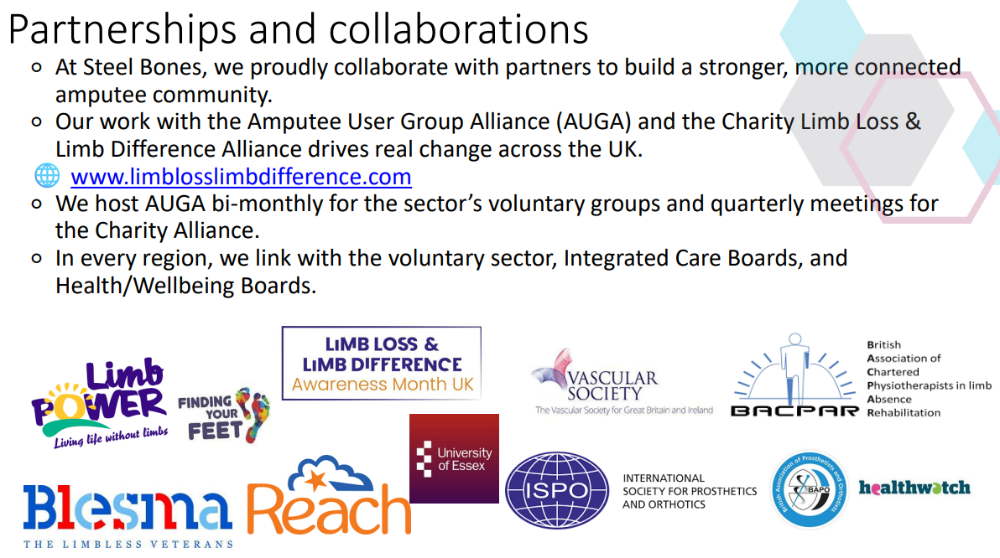 Partnerships and collaborations
At Steel Bones, we proudly collaborate with partners to build a stronger, more connected
amputee community.
Our work with the Amputee User Group Alliance (AUGA) and the Charity Limb Loss &
Limb Difference Alliance drives real change across the UK.
www.limblosslimbdifference.com
We host AUGA bi-monthly for the sector’s voluntary groups and quarterly meetings for
the Charity Alliance.
In every region, we link with the voluntary sector, Integrated Care Boards, and
Health/Wellbeing Boards.
Limb
POWER
Living life without limbs
FINDING
YOUR
FEET
LiMB LOSS &
LiMB DIFFERENCE
Awareness Month UK
VASCULAR
SOCIETY
The Vascular Society for Great Britain and Ireland
BACPAR
British
Association of
Chartered
Physiotherapists in limb
Absence
Rehabilitation
Blesma
THE LIMBLESS VETERANS
Reach
University
of Essex
ISPO
INTERNATIONAL
SOCIETY FOR PROSTHETICS
AND ORTHOTICS
British Association of Prosthetists and Orthotists
BAPO
healthwatch